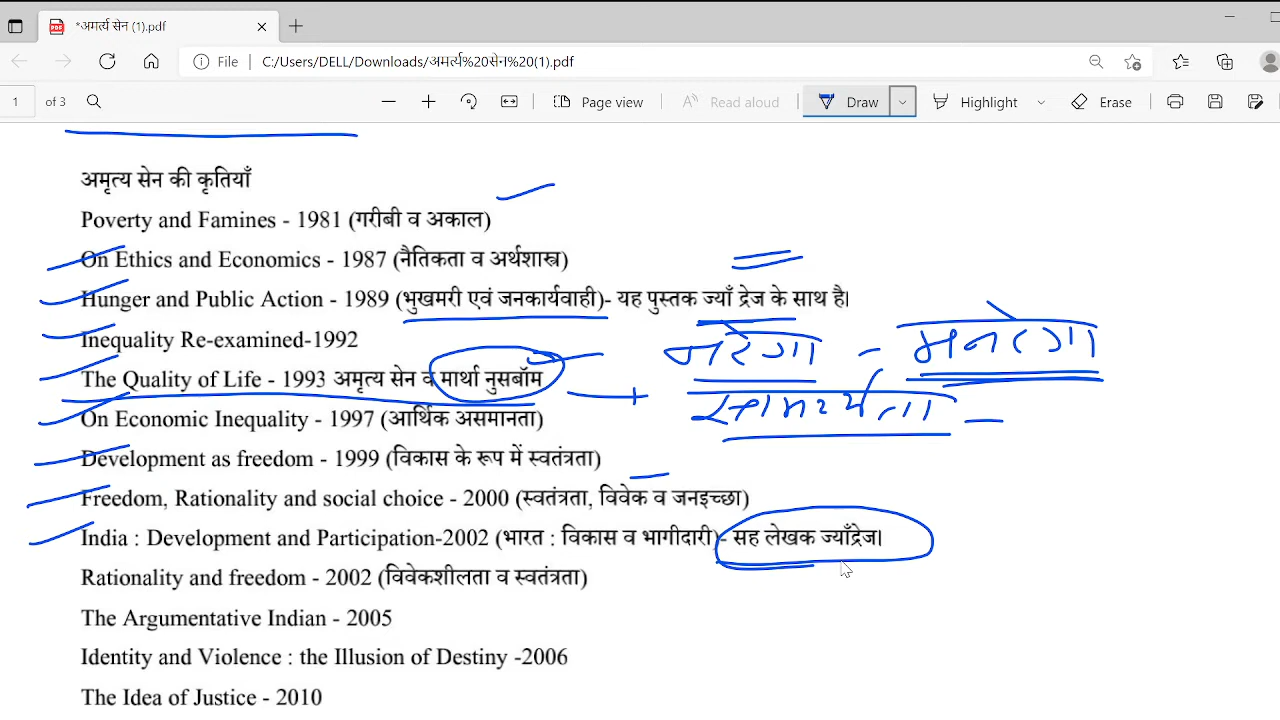 *अमर्त्य सेन (1).pdf
File C:/Users/DELL/Downloads/अमर्त्य%20सेन%20(1).pdf
1 of 3 Page view Read aloud Draw Highlight Erase
अमृत्य सेन की कृतियाँ
Poverty and Famines - 1981 (गरीबी व अकाल)
On Ethics and Economics - 1987 (नैतिकता व अर्थशास्त्र)
Hunger and Public Action - 1989 (भुखमरी एवं जनकार्यवाही)- यह पुस्तक ज्याँ द्रेज के साथ है।
Inequality Re-examined-1992
नरेगा - मनरेगा
The Quality of Life - 1993 अमृत्य सेन व मार्था नुसबॉम
On Economic Inequality - 1997 (आर्थिक असमानता)
Development as freedom - 1999 (विकास के रूप में स्वतंत्रता)
Freedom, Rationality and social choice - 2000 (स्वतंत्रता, विवेक व जनइच्छा)
India : Development and Participation-2002 (भारत : विकास व भागीदारी)- सह लेखक ज्याँद्रेज।
Rationality and freedom - 2002 (विवेकशीलता व स्वतंत्रता)
The Argumentative Indian - 2005
Identity and Violence : the Illusion of Destiny -2006
The Idea of Justice - 2010